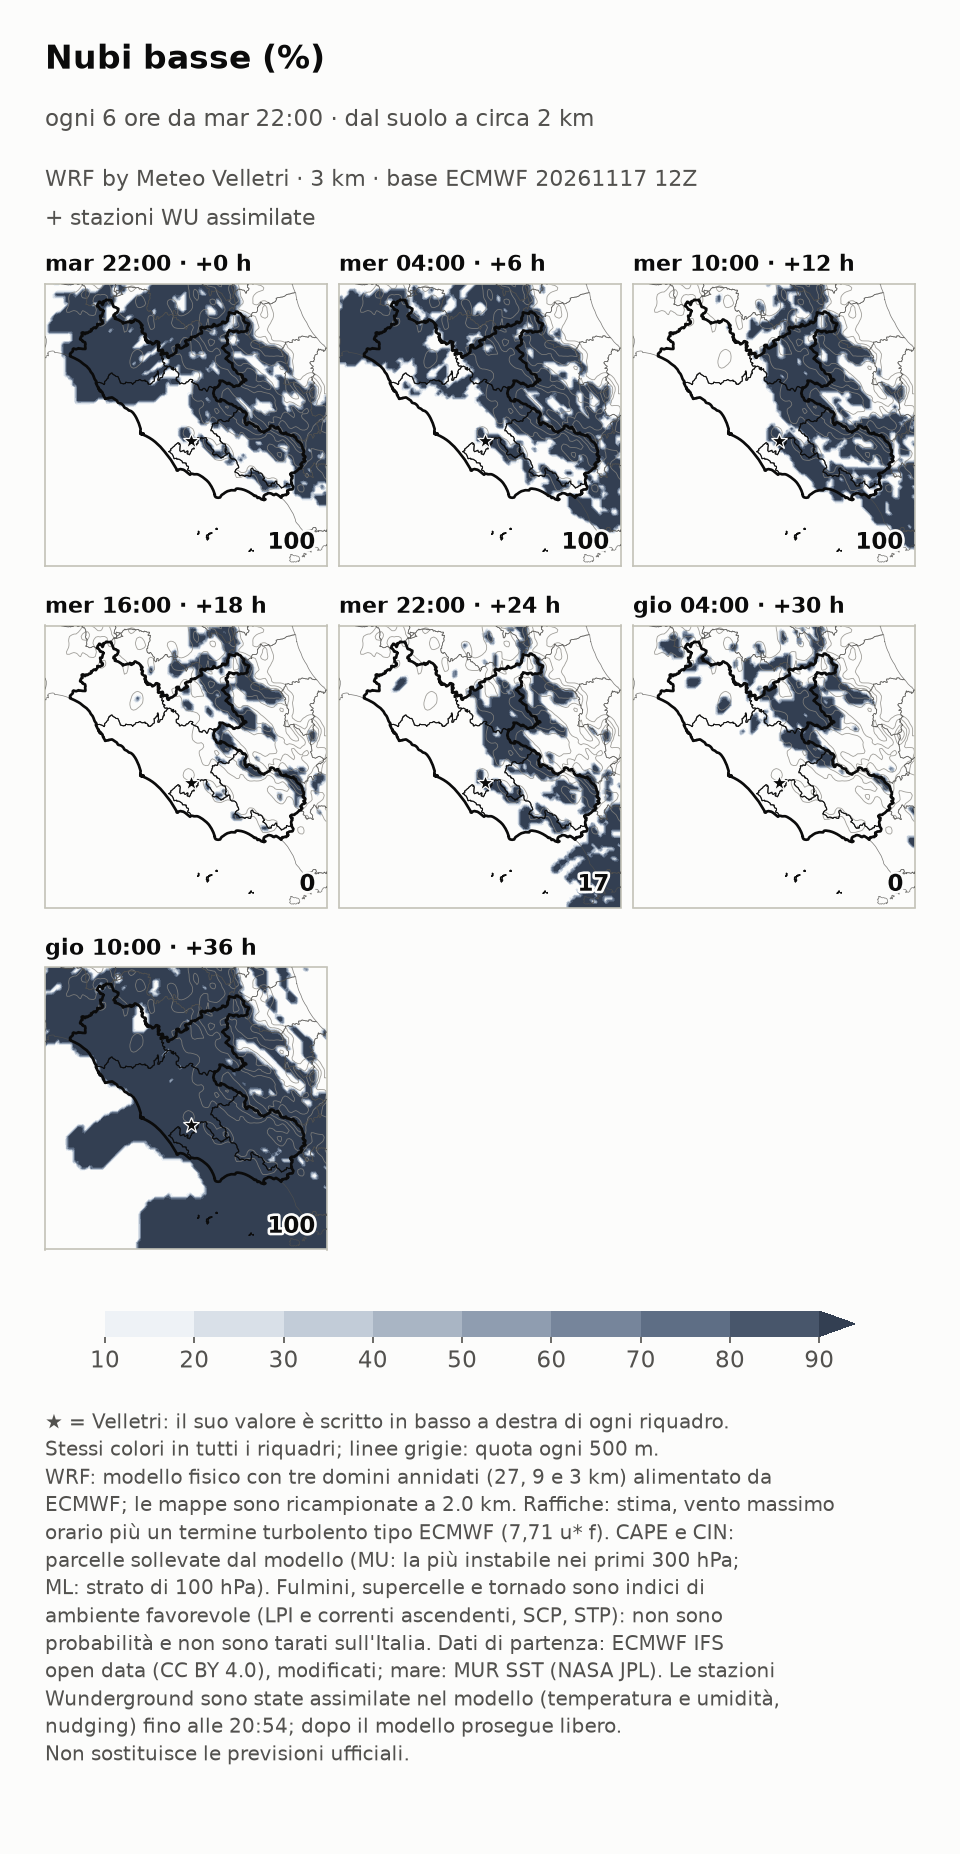 Nubi basse (%)
ogni 6 ore da mar 22:00 · dal suolo a circa 2 km
WRF by Meteo Velletri · 3 km · base ECMWF 20261117 12Z
+ stazioni WU assimilate
mar 22:00 · +0 h
mer 04:00 · +6 h
mer 10:00 · +12 h
100
100
100
mer 16:00 · +18 h
mer 22:00 · +24 h
gio 04:00 · +30 h
0
17
0
gio 10:00 · +36 h
100
10 20 30 40 50 60 70 80 90
★ = Velletri: il suo valore è scritto in basso a destra di ogni riquadro.
Stessi colori in tutti i riquadri; linee grigie: quota ogni 500 m.
WRF: modello fisico con tre domini annidati (27, 9 e 3 km) alimentato da
ECMWF; le mappe sono ricampionate a 2.0 km. Raffiche: stima, vento massimo
orario più un termine turbolento tipo ECMWF (7,71 u* f). CAPE e CIN:
parcelle sollevate dal modello (MU: la più instabile nei primi 300 hPa;
ML: strato di 100 hPa). Fulmini, supercelle e tornado sono indici di
ambiente favorevole (LPI e correnti ascendenti, SCP, STP): non sono
probabilità e non sono tarati sull'Italia. Dati di partenza: ECMWF IFS
open data (CC BY 4.0), modificati; mare: MUR SST (NASA JPL). Le stazioni
Wunderground sono state assimilate nel modello (temperatura e umidità,
nudging) fino alle 20:54; dopo il modello prosegue libero.
Non sostituisce le previsioni ufficiali.